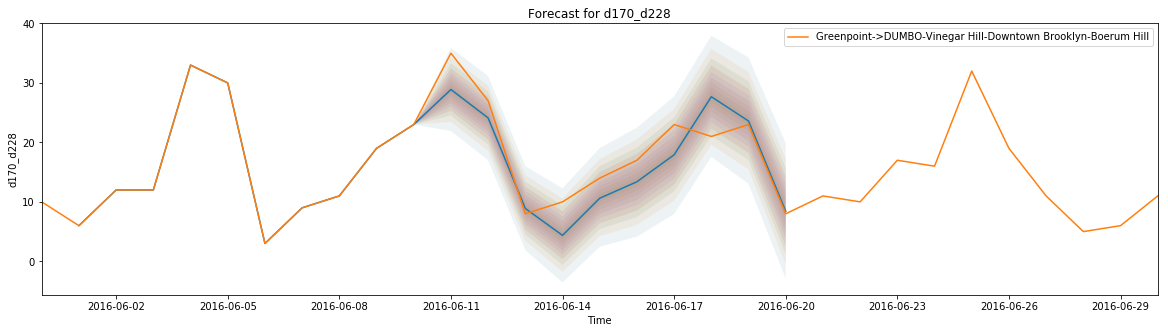 Forecast for d170_d228
Greenpoint->DUMBO-Vinegar Hill-Downtown Brooklyn-Boerum Hill
d170_d228
40
30
20
10
0
2016-06-02 2016-06-05 2016-06-08 2016-06-11 2016-06-14 2016-06-17 2016-06-20 2016-06-23 2016-06-26 2016-06-29
Time